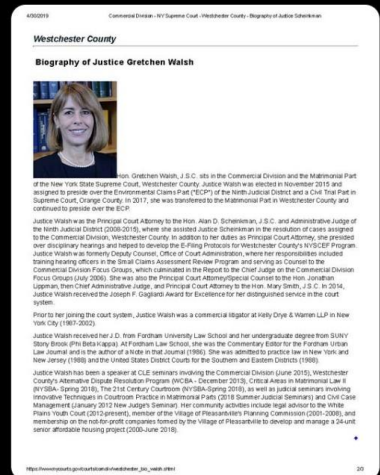 4/30/2019 Commercial Division - NY Supreme Court - Westchester County - Biography of Justice Scheinkman
Westchester County
Biography of Justice Gretchen Walsh
Hon. Gretchen Walsh, J.S.C. sits in the Commercial Division and the Matrimonial Part
of the New York State Supreme Court, Westchester County. Justice Walsh was elected in November 2015 and
assigned to preside over the Environmental Claims Part ("ECP") of the Ninth Judicial District and a Civil Trial Part in
Supreme Court, Orange County. In 2017, she was transferred to the Matrimonial Part in Westchester County and
continued to preside over the ECP.
Justice Walsh was the Principal Court Attorney to the Hon. Alan D. Scheinkman, J.S.C. and Administrative Judge of
the Ninth Judicial District (2008-2015), where she assisted Justice Scheinkman in the resolution of cases assigned
to the Commercial Division, Westchester County. In addition to her duties as Principal Court Attorney, she presided
over disciplinary hearings and helped to develop the E-Filing Protocols for Westchester County's NYSCEF Program.
Justice Walsh was formerly Deputy Counsel, Office of Court Administration, where her responsibilities included
training hearing officers in the Small Claims Assessment Review Program and serving as Counsel to the
Commercial Division Focus Groups, which culminated in the Report to the Chief Judge on the Commercial Division
Focus Groups (July 2006). She was also the Principal Court Attorney/Special Counsel to the Hon. Jonathan
Lippman, then Chief Administrative Judge, and Principal Court Attorney to the Hon. Mary Smith, J.S.C. In 2014,
Justice Walsh received the Joseph F. Gagliardi Award for Excellence for her distinguished service in the court
system.
Prior to her joining the court system, Justice Walsh was a commercial litigator at Kelly Drye & Warren LLP in New
York City (1987-2002).
Justice Walsh received her J.D. from Fordham University Law School and her undergraduate degree from SUNY
Stony Brook (Phi Beta Kappa). At Fordham Law School, she was the Commentary Editor for the Fordham Urban
Law Journal and is the author of a Note in that Journal (1986). She was admitted to practice law in New York and
New Jersey (1988) and the United States District Courts for the Southern and Eastern Districts (1988).
Justice Walsh has been a speaker at CLE seminars involving the Commercial Division (June 2015), Westchester
County's Alternative Dispute Resolution Program (WCBA - December 2013), Critical Areas in Matrimonial Law II
(NYSBA- Spring 2018), The 21st Century Courtroom (NYSBA-Spring 2018), as well as judicial seminars involving
Innovative Techniques in Courtroom Practice in Matrimonial Parts (2018 Summer Judicial Seminars) and Civil Case
Management (January 2012 New Judge's Seminar). Her community activities include legal advisor to the White
Plains Youth Court (2012-present), member of the Village of Pleasantville's Planning Commission (2001-2008), and
membership on the not-for-profit companies formed by the Village of Pleasantville to develop and manage a 24-unit
senior affordable housing project (2000-June 2018).
2/3